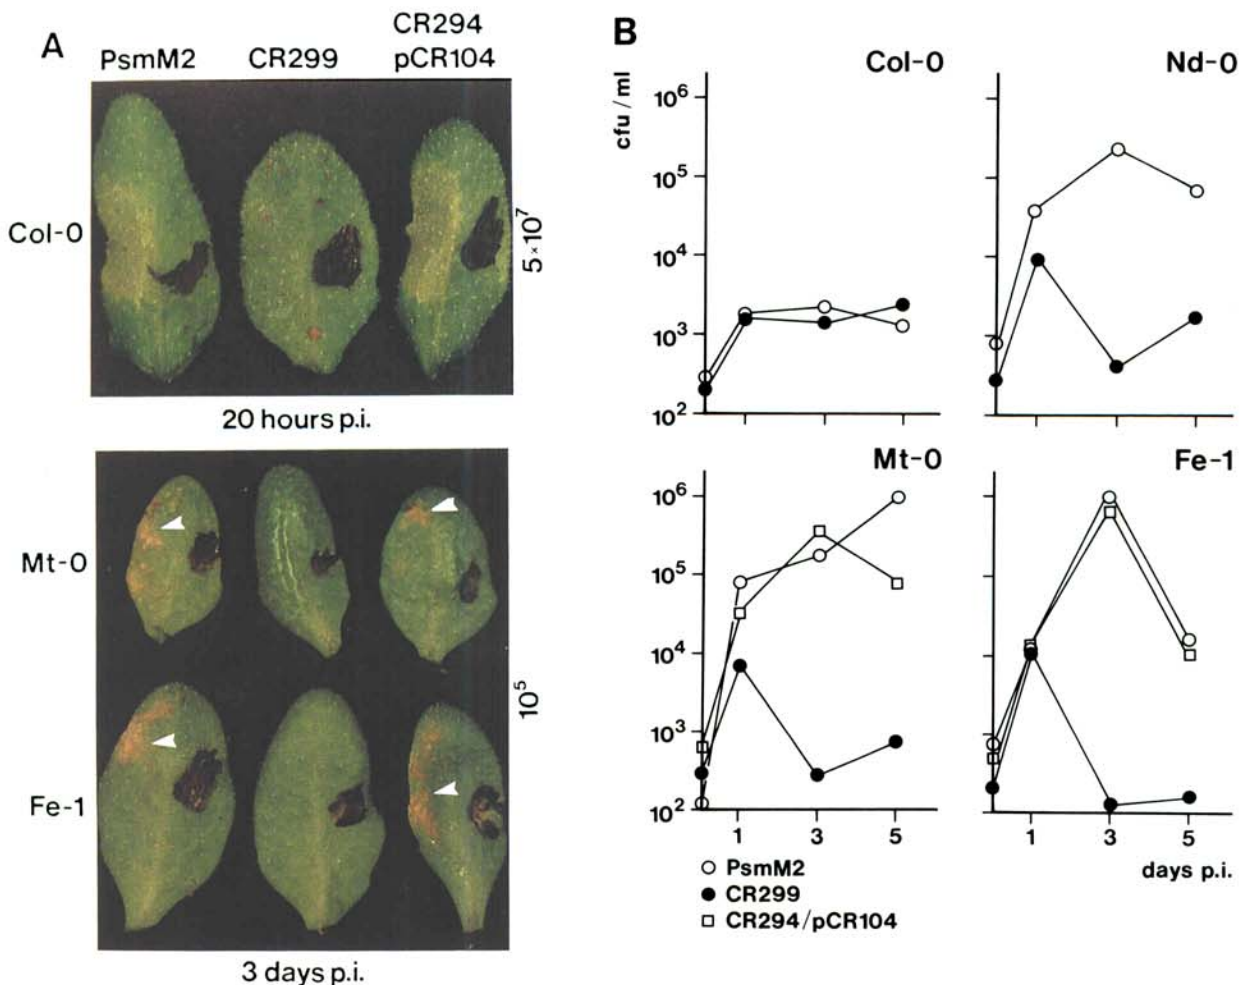 A
PsmM2
CR299
CR294
pCR104
Col-0
5×10⁷
20 hours p.i.
Mt-0
Fe-1
10⁵
3 days p.i.
B
cfu / ml
Col-0
10⁶
10⁵
10⁴
10³
10²
Nd-0
Mt-0
10⁶
10⁵
10⁴
10³
10²
1 3 5
Fe-1
1 3 5
days p.i.
○ PsmM2
● CR299
□ CR294/pCR104